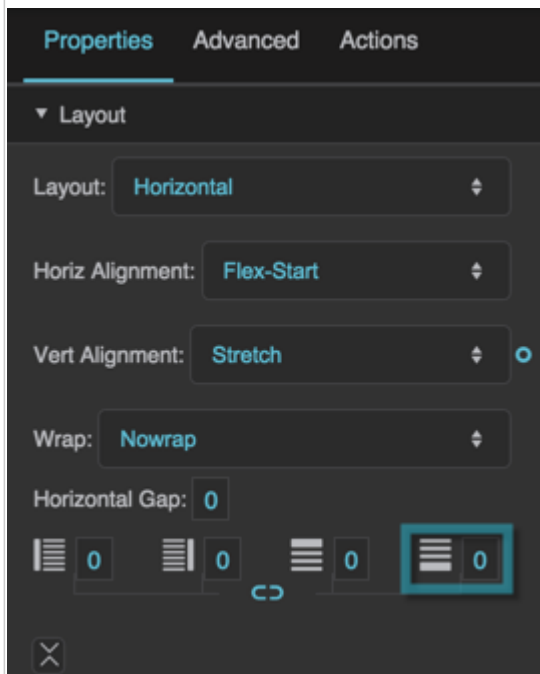 Properties Advanced Actions
Layout
Layout: Horizontal
Horiz Alignment: Flex-Start
Vert Alignment: Stretch
Wrap: Nowrap
Horizontal Gap: 0
0 0 0 0